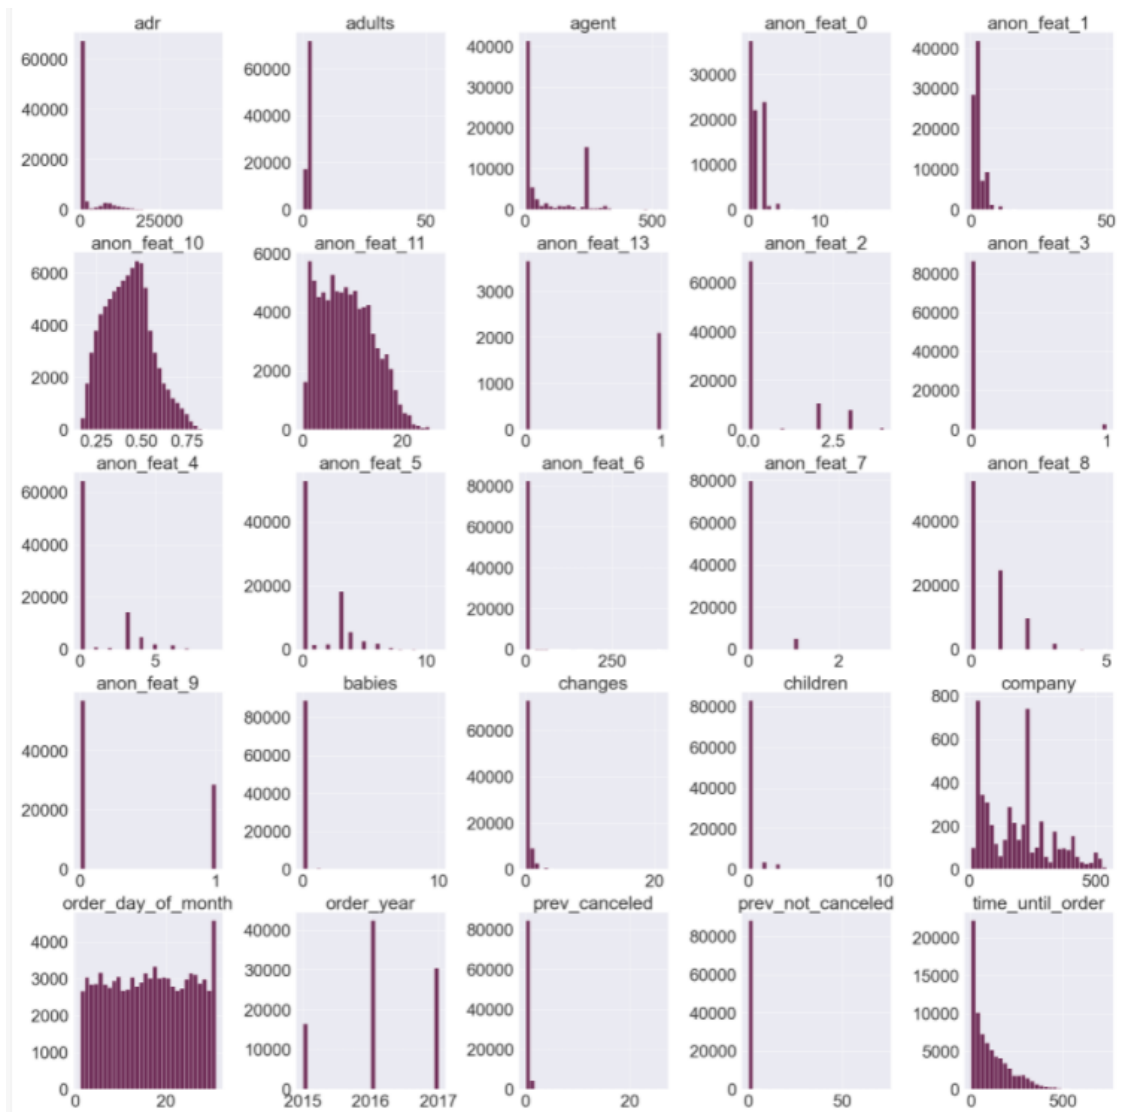 adr adults agent anon_feat_0 anon_feat_1
60000 60000 40000 30000 40000
40000 40000 30000 20000 30000
20000 20000 20000 10000 20000
10000 10000
0 0 0 0 0
0 25000 0 50 0 500 0 10 0 50
anon_feat_10 anon_feat_11 anon_feat_13 anon_feat_2 anon_feat_3
6000 6000 3000 60000 80000
4000 4000 2000 40000 60000
2000 2000 1000 20000 40000
20000
0 0 0 0 0
0.25 0.50 0.75 0 20 0 1 0.0 2.5 0 1
anon_feat_4 anon_feat_5 anon_feat_6 anon_feat_7 anon_feat_8
60000 40000 80000 80000 40000
40000 20000 60000 60000 20000
20000 40000 40000
20000 20000
0 0 0 0 0
0 5 0 10 0 250 0 2 0 5
anon_feat_9 babies changes children company
40000 80000 60000 80000 800
20000 60000 40000 60000 600
40000 20000 40000 400
20000 20000 200
0 0 0 0 0
0 1 0 10 0 20 0 10 0 500
order_day_of_month order_year prev_canceled prev_not_canceled time_until_order
4000 40000 80000 80000 20000
3000 30000 60000 60000 15000
2000 20000 40000 40000 10000
1000 10000 20000 20000 5000
0 0 0 0 0
0 20 2015 2016 2017 0 20 0 50 0 500